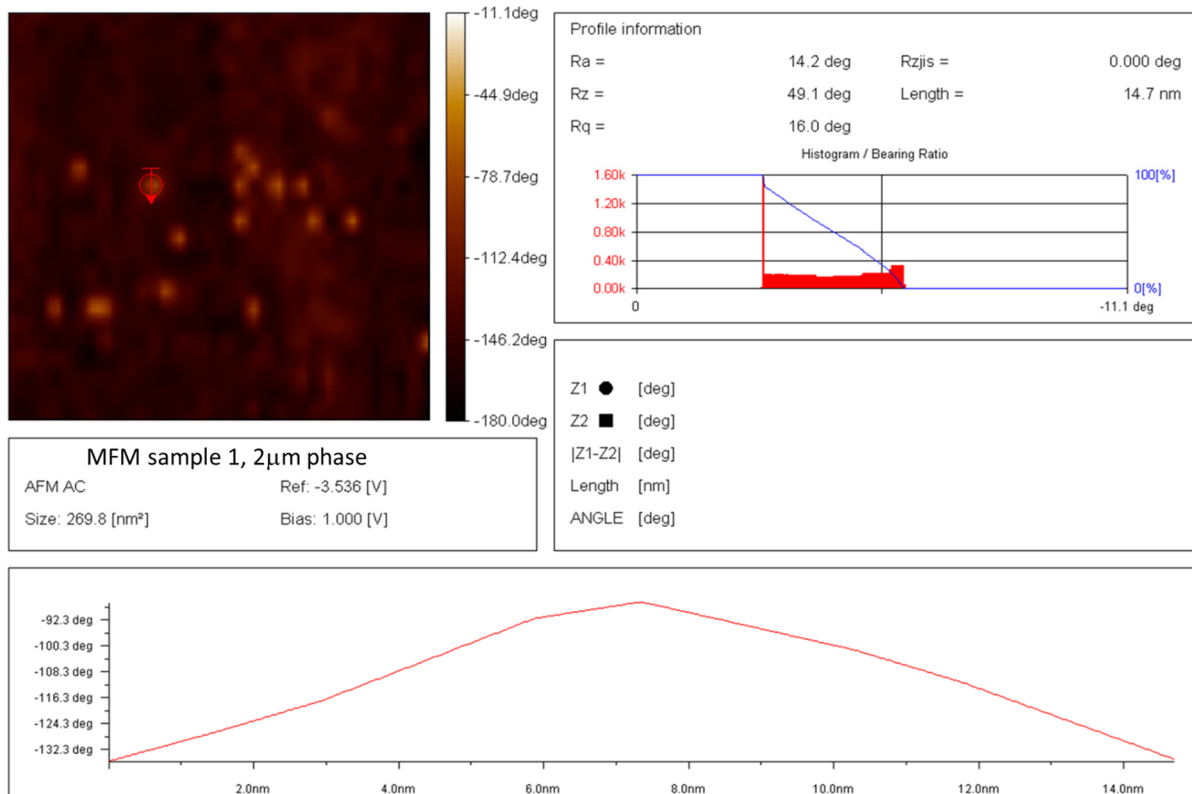 -11.1deg
-44.9deg
-78.7deg
-112.4deg
-146.2deg
-180.0deg
Profile information
Ra = 14.2 deg Rzjis = 0.000 deg
Rz = 49.1 deg Length = 14.7 nm
Rq = 16.0 deg
Histogram / Bearing Ratio
1.60k 100[%]
1.20k
0.80k
0.40k
0.00k 0[%]
0 -11.1 deg
MFM sample 1, 2μm phase
AFM AC Ref: -3.536 [V]
Size: 269.8 [nm²] Bias: 1.000 [V]
Z1 ● [deg]
Z2 ■ [deg]
|Z1-Z2| [deg]
Length [nm]
ANGLE [deg]
-92.3 deg
-100.3 deg
-108.3 deg
-116.3 deg
-124.3 deg
-132.3 deg
2.0nm 4.0nm 6.0nm 8.0nm 10.0nm 12.0nm 14.0nm